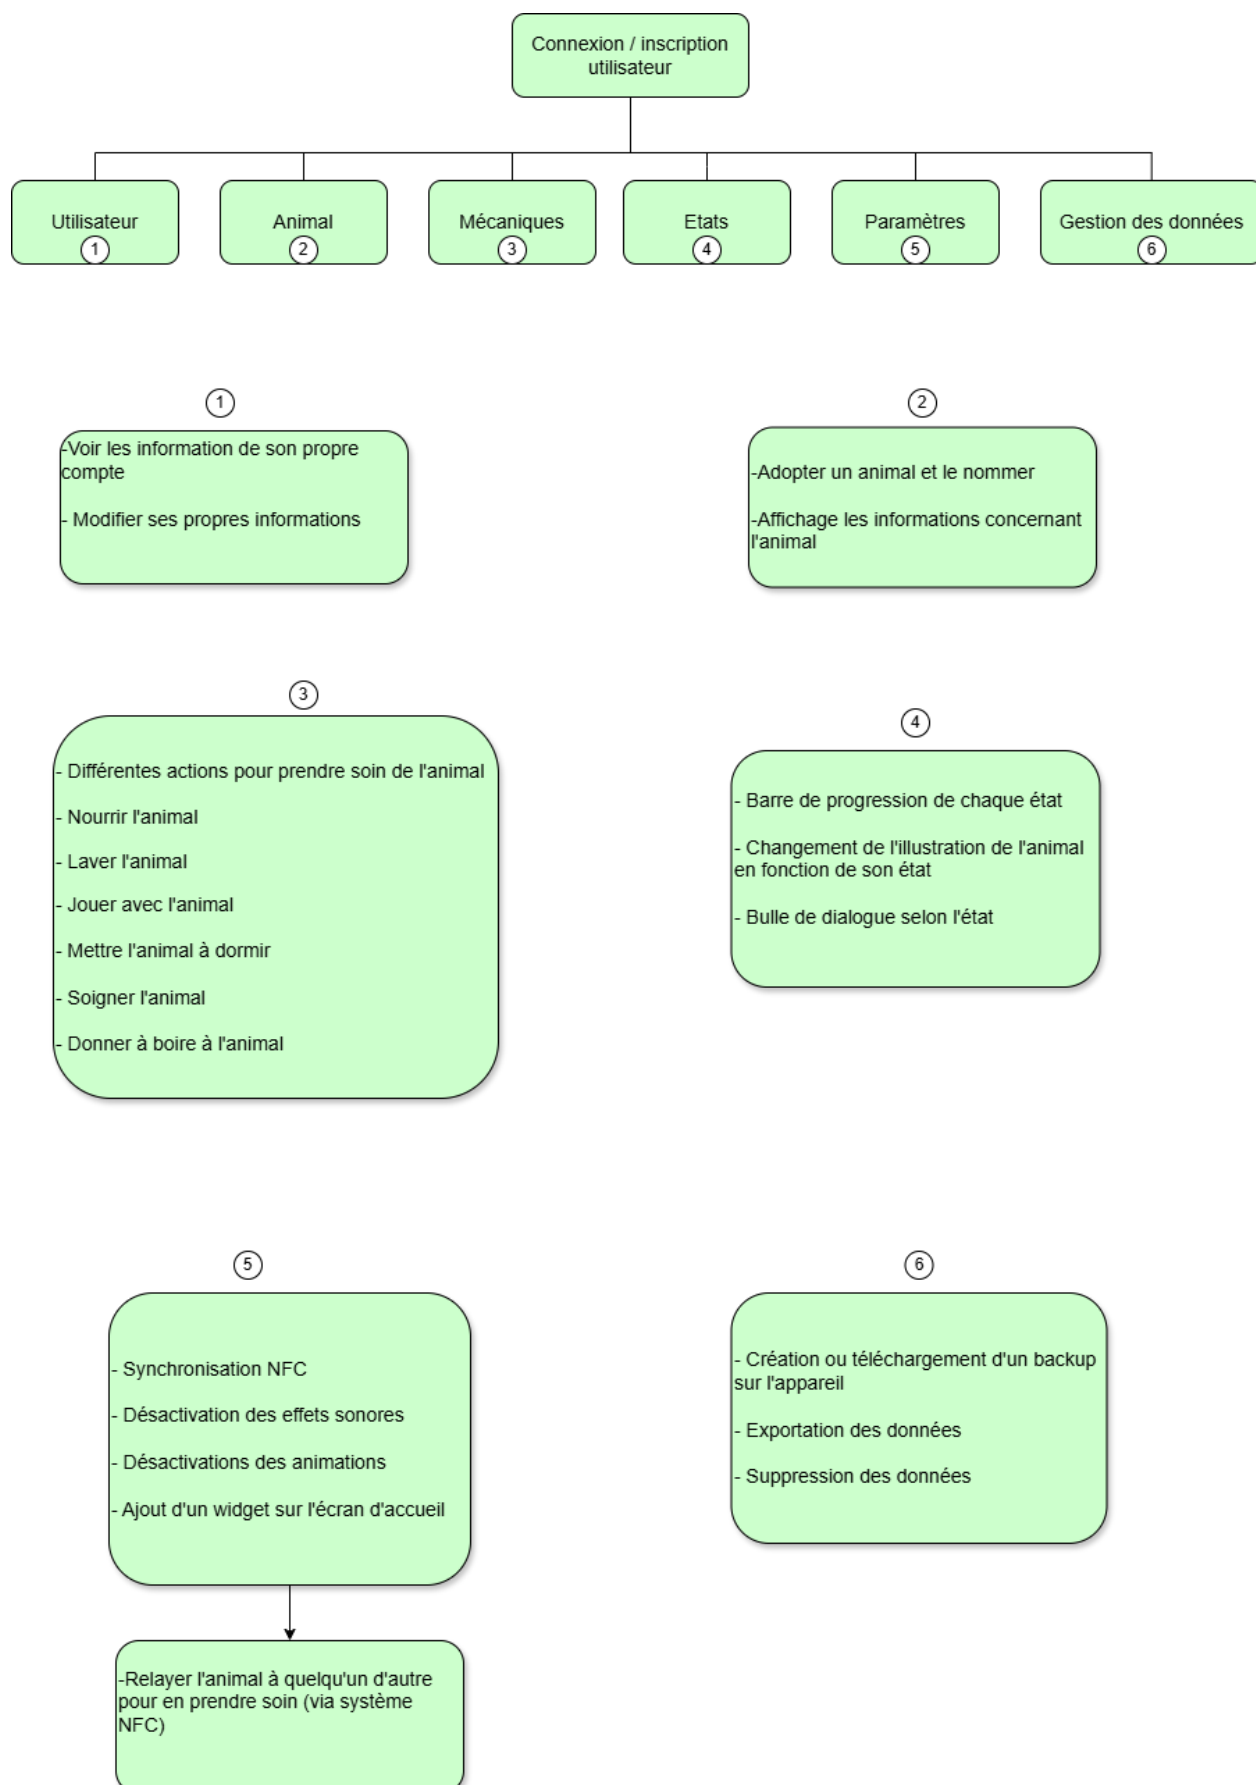 Connexion / inscription
utilisateur
Utilisateur
1
Animal
2
Mécaniques
3
Etats
4
Paramètres
5
Gestion des données
6
1
-Voir les information de son propre
compte
- Modifier ses propres informations
2
-Adopter un animal et le nommer
-Affichage les informations concernant
l'animal
3
- Différentes actions pour prendre soin de l'animal
- Nourrir l'animal
- Laver l'animal
- Jouer avec l'animal
- Mettre l'animal à dormir
- Soigner l'animal
- Donner à boire à l'animal
4
- Barre de progression de chaque état
- Changement de l'illustration de l'animal
en fonction de son état
- Bulle de dialogue selon l'état
5
- Synchronisation NFC
- Désactivation des effets sonores
- Désactivations des animations
- Ajout d'un widget sur l'écran d'accueil
-Relayer l'animal à quelqu'un d'autre
pour en prendre soin (via système
NFC)
6
- Création ou téléchargement d'un backup
sur l'appareil
- Exportation des données
- Suppression des données